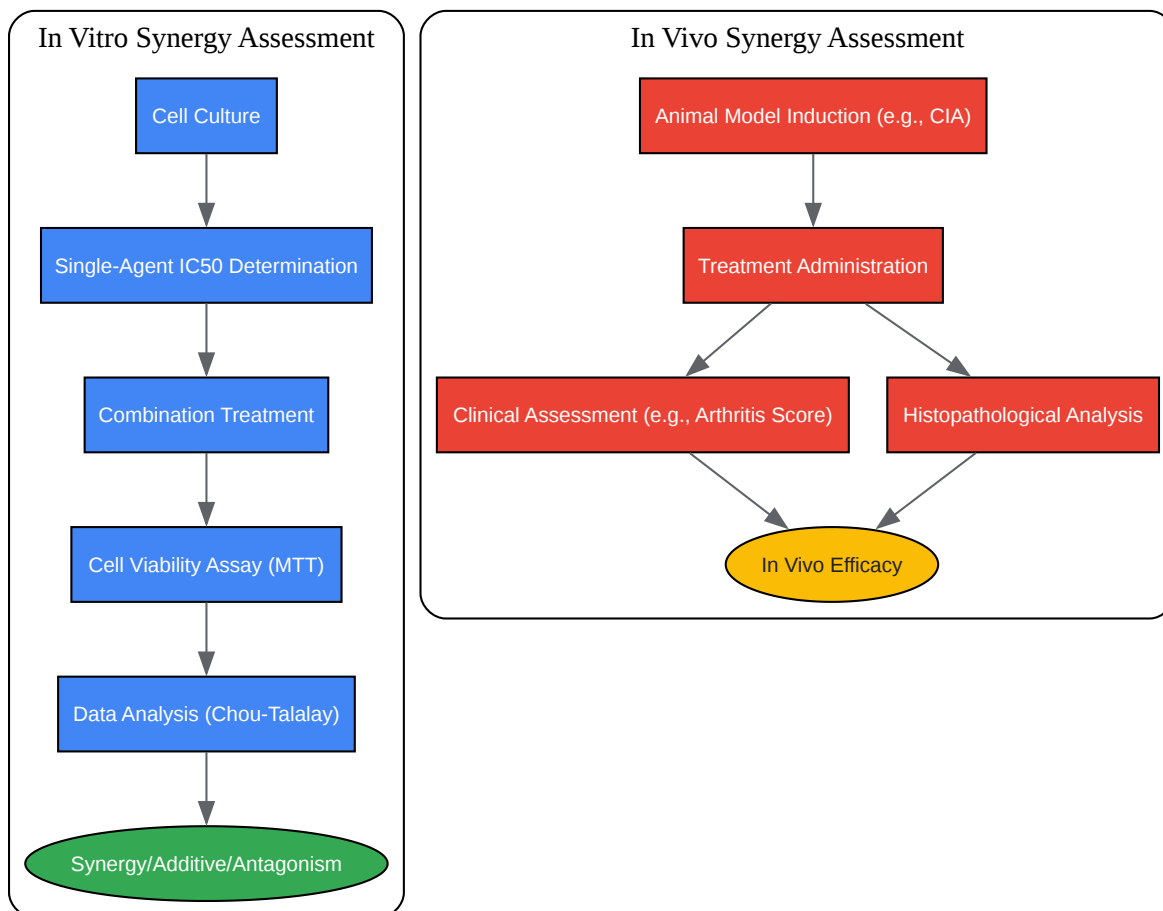 In Vitro Synergy Assessment
Cell Culture
Single-Agent IC50 Determination
Combination Treatment
Cell Viability Assay (MTT)
Data Analysis (Chou-Talalay)
Synergy/Additive/Antagonism
In Vivo Synergy Assessment
Animal Model Induction (e.g., CIA)
Treatment Administration
Clinical Assessment (e.g., Arthritis Score)
Histopathological Analysis
In Vivo Efficacy